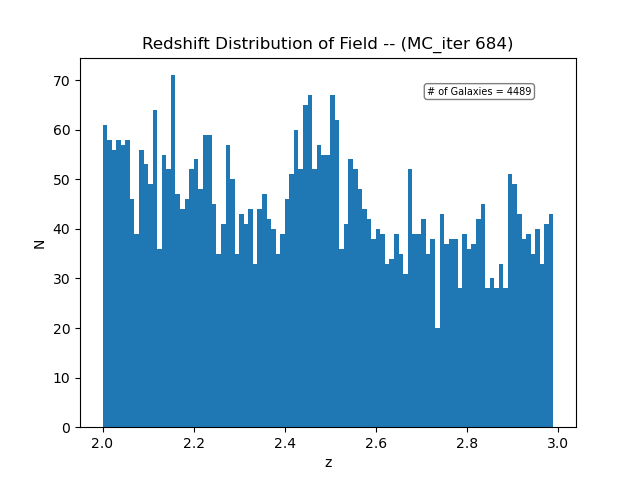 Redshift Distribution of Field -- (MC_iter 684)
# of Galaxies = 4489
70
60
50
40
30
20
10
0
N
2.0 2.2 2.4 2.6 2.8 3.0
z